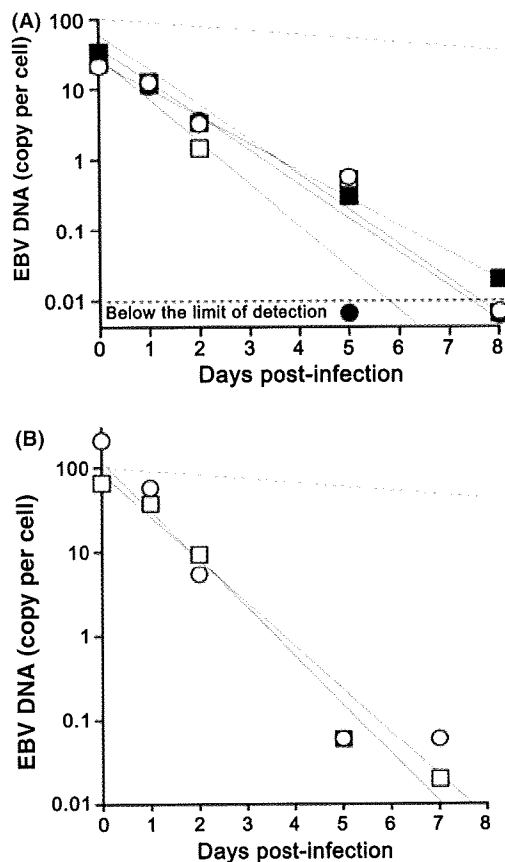 (A)
EBV DNA (copy per cell)
100
10
1
0.1
0.01
Below the limit of detection
0 1 2 3 4 5 6 7 8
Days post-infection
(B)
EBV DNA (copy per cell)
100
10
1
0.1
0.01
0 1 2 3 4 5 6 7 8
Days post-infection